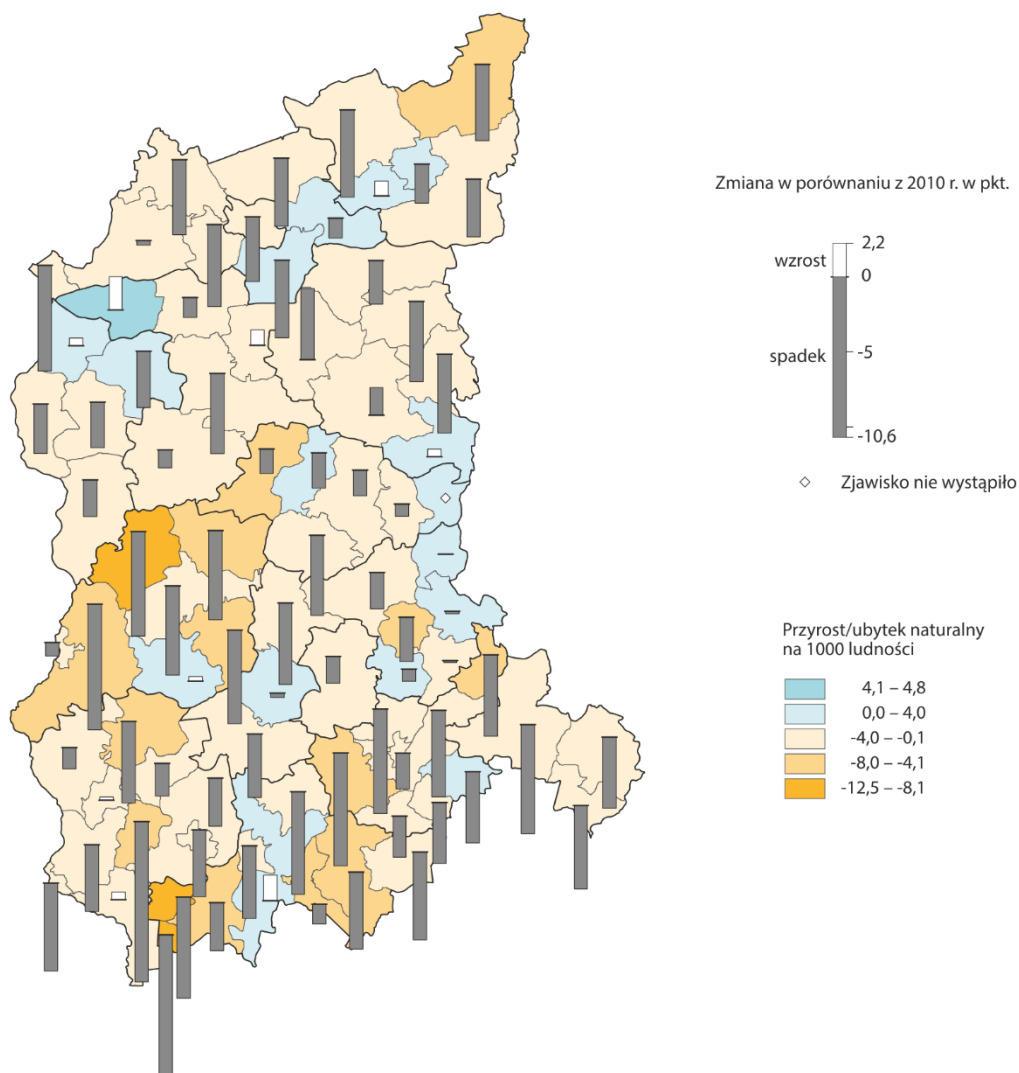 Zmiana w porównaniu z 2010 r. w pkt.
wzrost
2,2
0
spadek
-5
-10,6
Zjawisko nie wystąpiło
Przyrost/ubytek naturalny
na 1000 ludności
4,1 – 4,8
0,0 – 4,0
-4,0 – -0,1
-8,0 – -4,1
-12,5 – -8,1